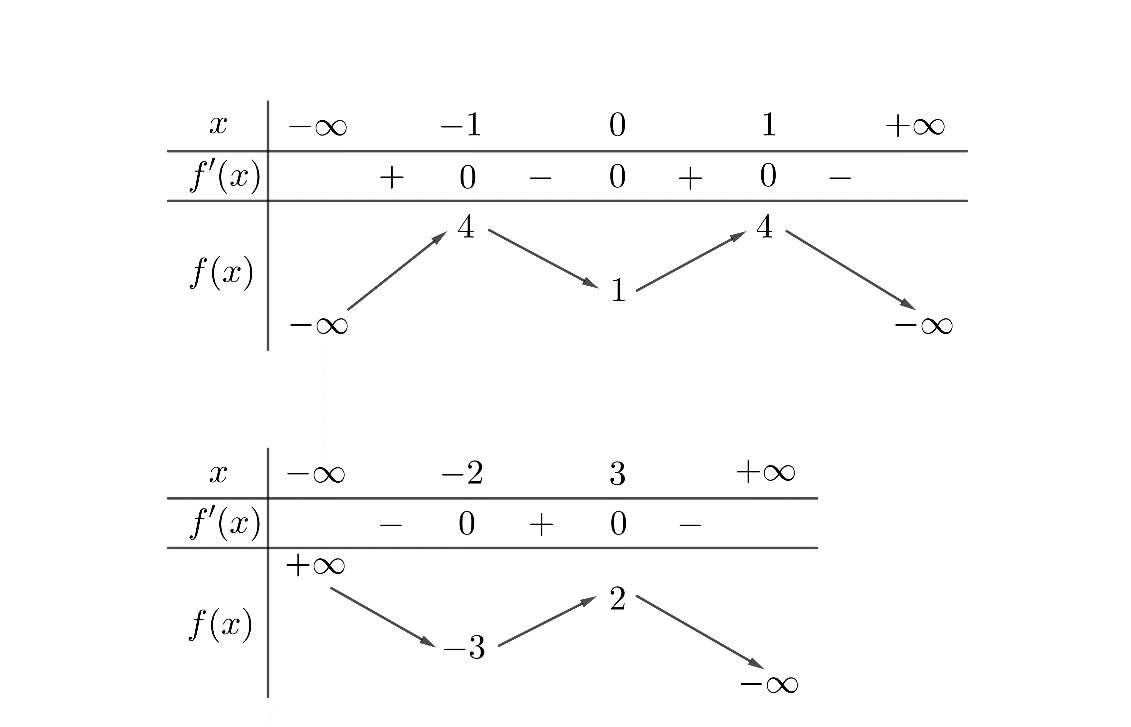 x −∞ −1 0 1 +∞
f′(x) + 0 − 0 + 0 −
4 4
f(x)
1
−∞ −∞
x −∞ −2 3 +∞
f′(x) − 0 + 0 −
+∞
2
f(x)
−3
−∞